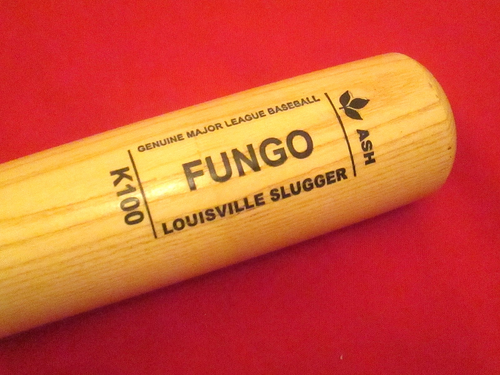 GENUINE MAJOR LEAGUE BASEBALL
FUNGO
LOUISVILLE SLUGGER
K100
ASH